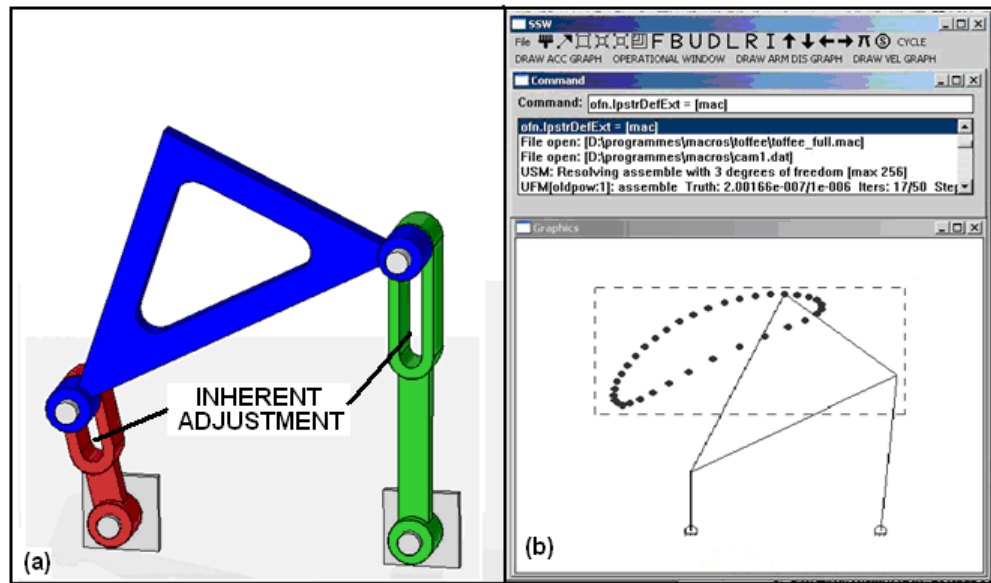 INHERENT
ADJUSTMENT
(a)
SSW
File F B U D L R I π S CYCLE
DRAW ACC GRAPH OPERATIONAL WINDOW DRAW ARM DIS GRAPH DRAW VEL GRAPH
Command
Command: ofn.lpstrDefExt = [mac]
ofn.lpstrDefExt = [mac]
File open: [D:\programmes\macros\toffee\toffee_full.mac]
File open: [D:\programmes\macros\cam1.dat]
USM: Resolving assemble with 3 degrees of freedom [max 256]
UFM[oldpow:1]: assemble Truth: 2.00166e-007/1e-006 Iters: 17/50 Step
Graphics
(b)